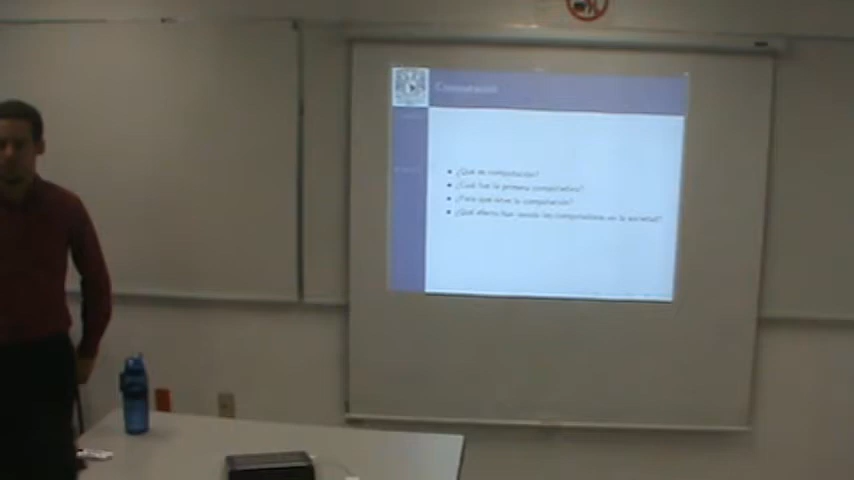 Computación
¿Qué es computación?
¿Cuál fue la primera computadora?
¿Para qué sirve la computación?
¿Qué efecto han tenido las computadoras en la sociedad?